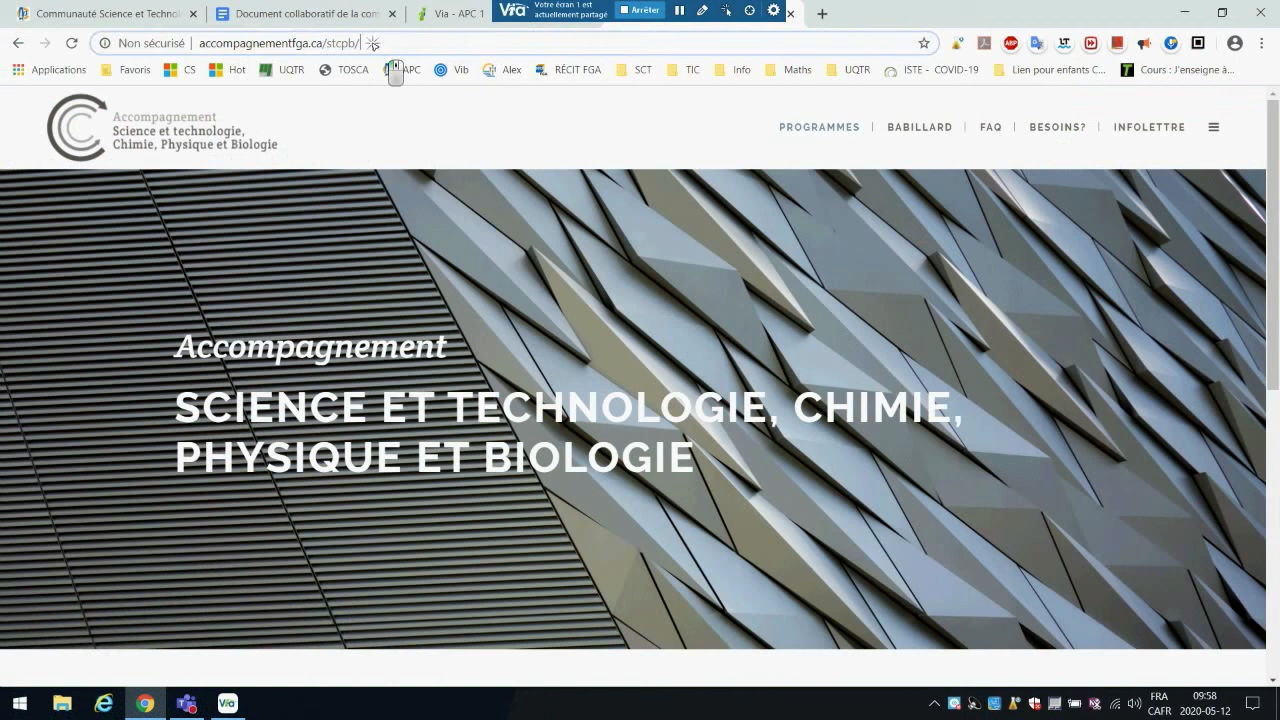 Communauté Science et Technol
Document collaboratif de la com
Via - APC 1
Via
Votre écran 1 est
actuellement partagé
Arrêter
Non sécurisé
accompagnementfga.ca/stcpb/
Applications
Favoris
CS
Hot
UQTR
TOSCA
APC
Vib
Alex
RÉCIT FGA
SCT
TIC
Info
Maths
UQTR
ISTE - COVID-19
Lien pour enfants C...
Cours : J'enseigne à...
Accompagnement
Science et technologie,
Chimie, Physique et Biologie
PROGRAMMES
BABILLARD
FAQ
BESOINS?
INFOLETTRE
Accompagnement
SCIENCE ET TECHNOLOGIE, CHIMIE,
PHYSIQUE ET BIOLOGIE
FRA
CAFR
09:58
2020-05-12